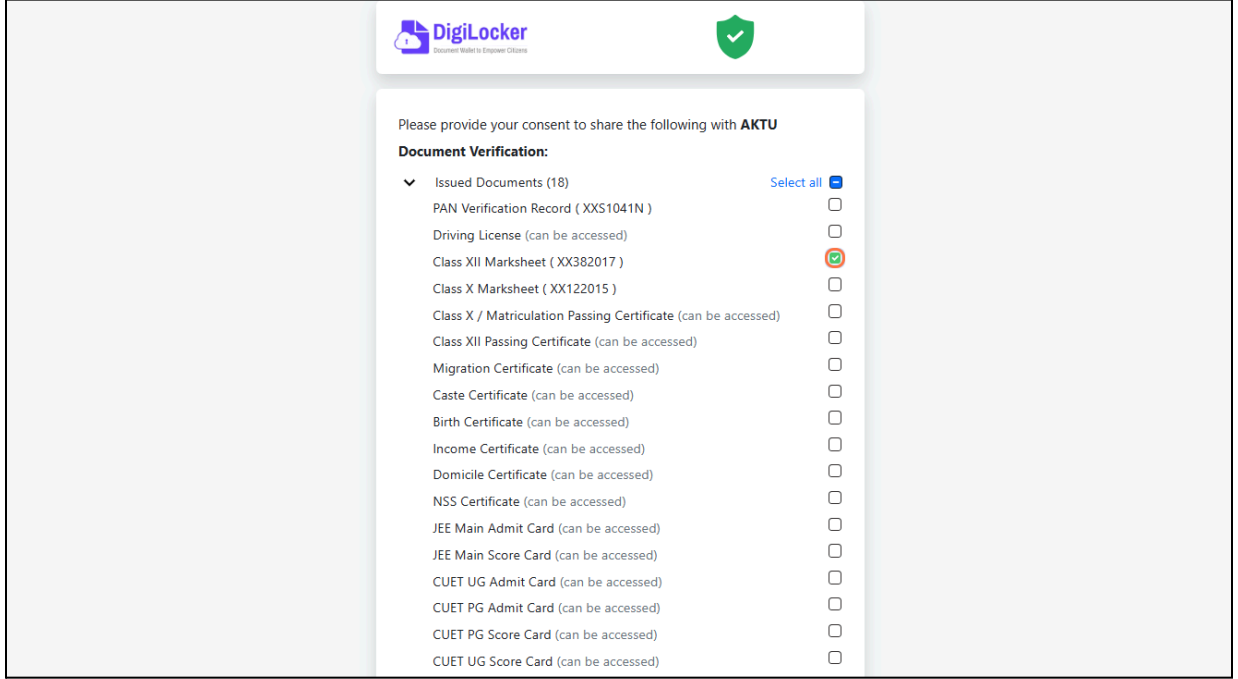 DigiLocker
Document Wallet to Empower Citizens
Please provide your consent to share the following with AKTU
Document Verification:
Issued Documents (18) Select all
PAN Verification Record ( XXS1041N )
Driving License (can be accessed)
Class XII Marksheet ( XX382017 )
Class X Marksheet ( XX122015 )
Class X / Matriculation Passing Certificate (can be accessed)
Class XII Passing Certificate (can be accessed)
Migration Certificate (can be accessed)
Caste Certificate (can be accessed)
Birth Certificate (can be accessed)
Income Certificate (can be accessed)
Domicile Certificate (can be accessed)
NSS Certificate (can be accessed)
JEE Main Admit Card (can be accessed)
JEE Main Score Card (can be accessed)
CUET UG Admit Card (can be accessed)
CUET PG Admit Card (can be accessed)
CUET PG Score Card (can be accessed)
CUET UG Score Card (can be accessed)